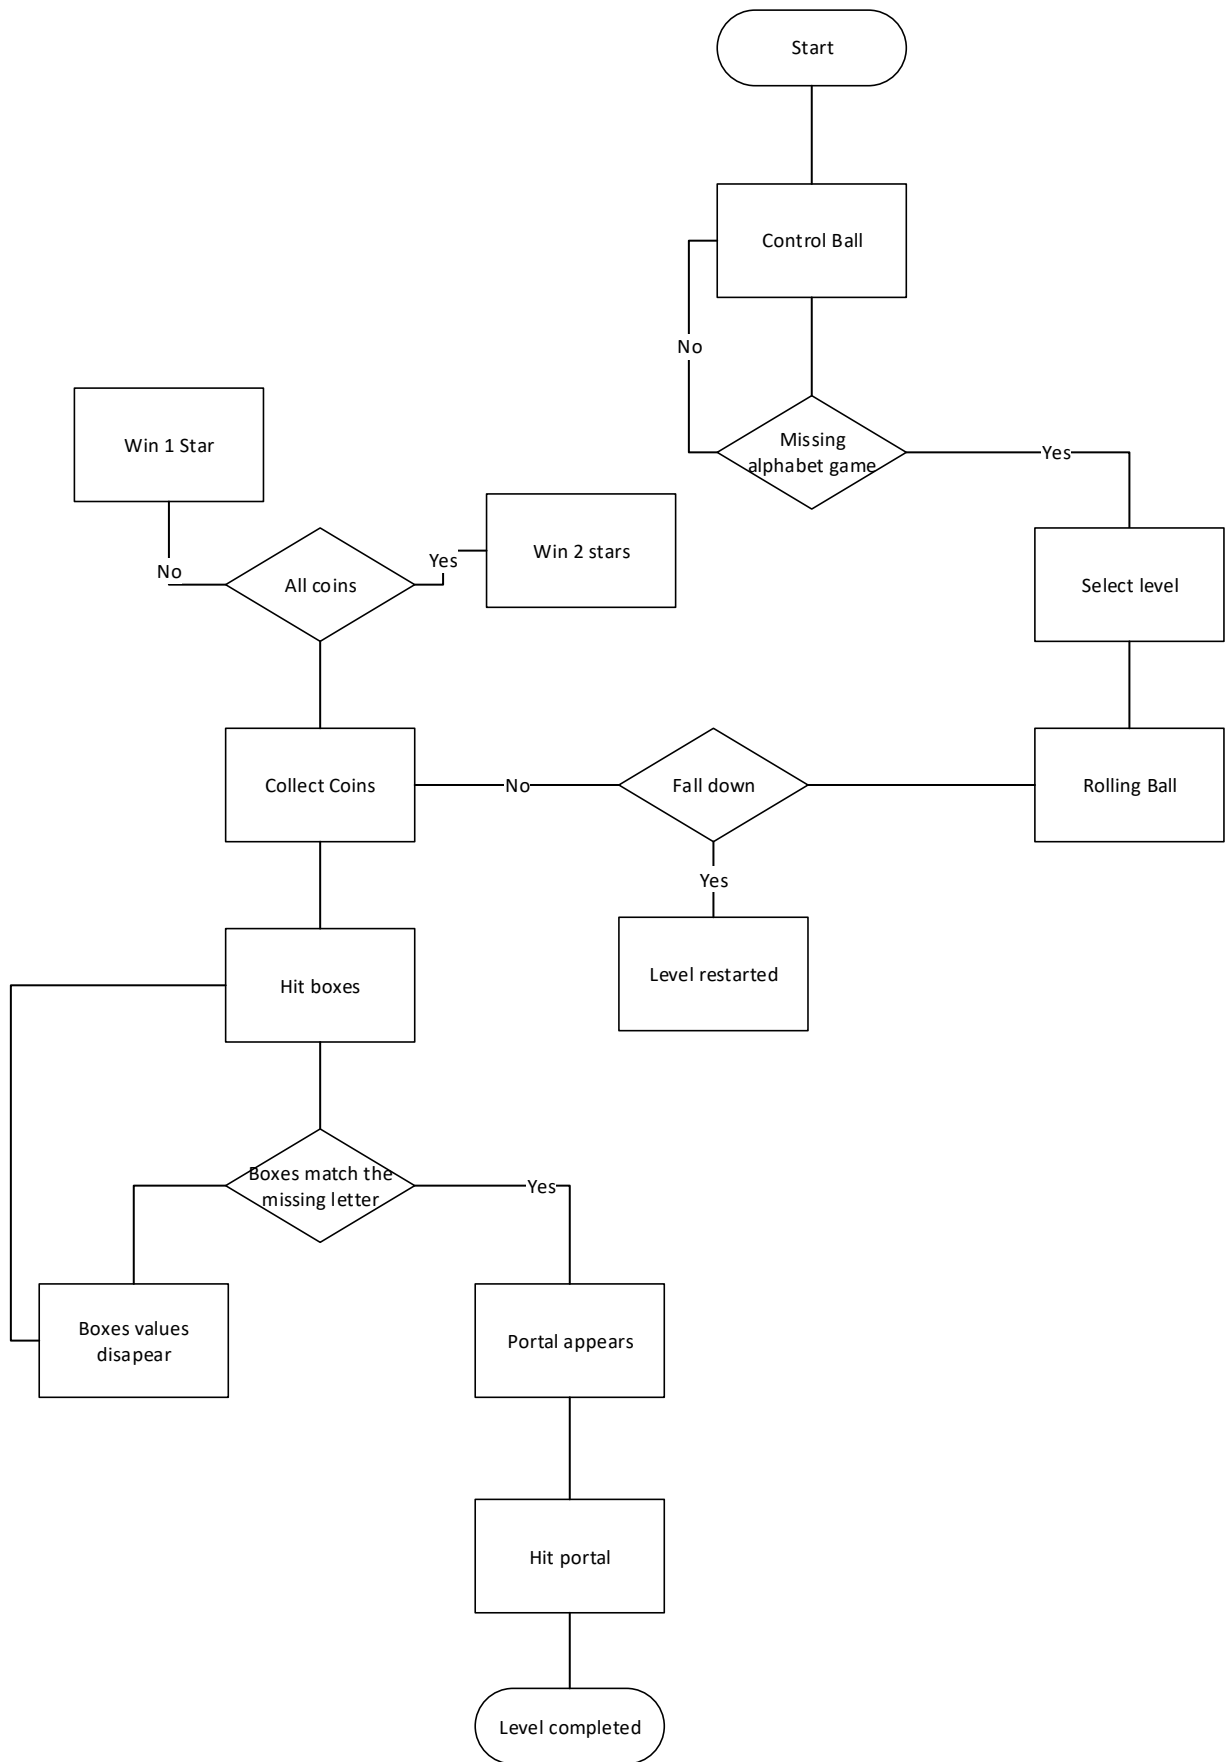 Start
Control Ball
No
Missing
alphabet game
Yes
Win 1 Star
Win 2 stars
Yes
No
All coins
Select level
Collect Coins
No
Fall down
Rolling Ball
Yes
Level restarted
Hit boxes
Boxes match the
missing letter
Yes
Boxes values
disapear
Portal appears
Hit portal
Level completed